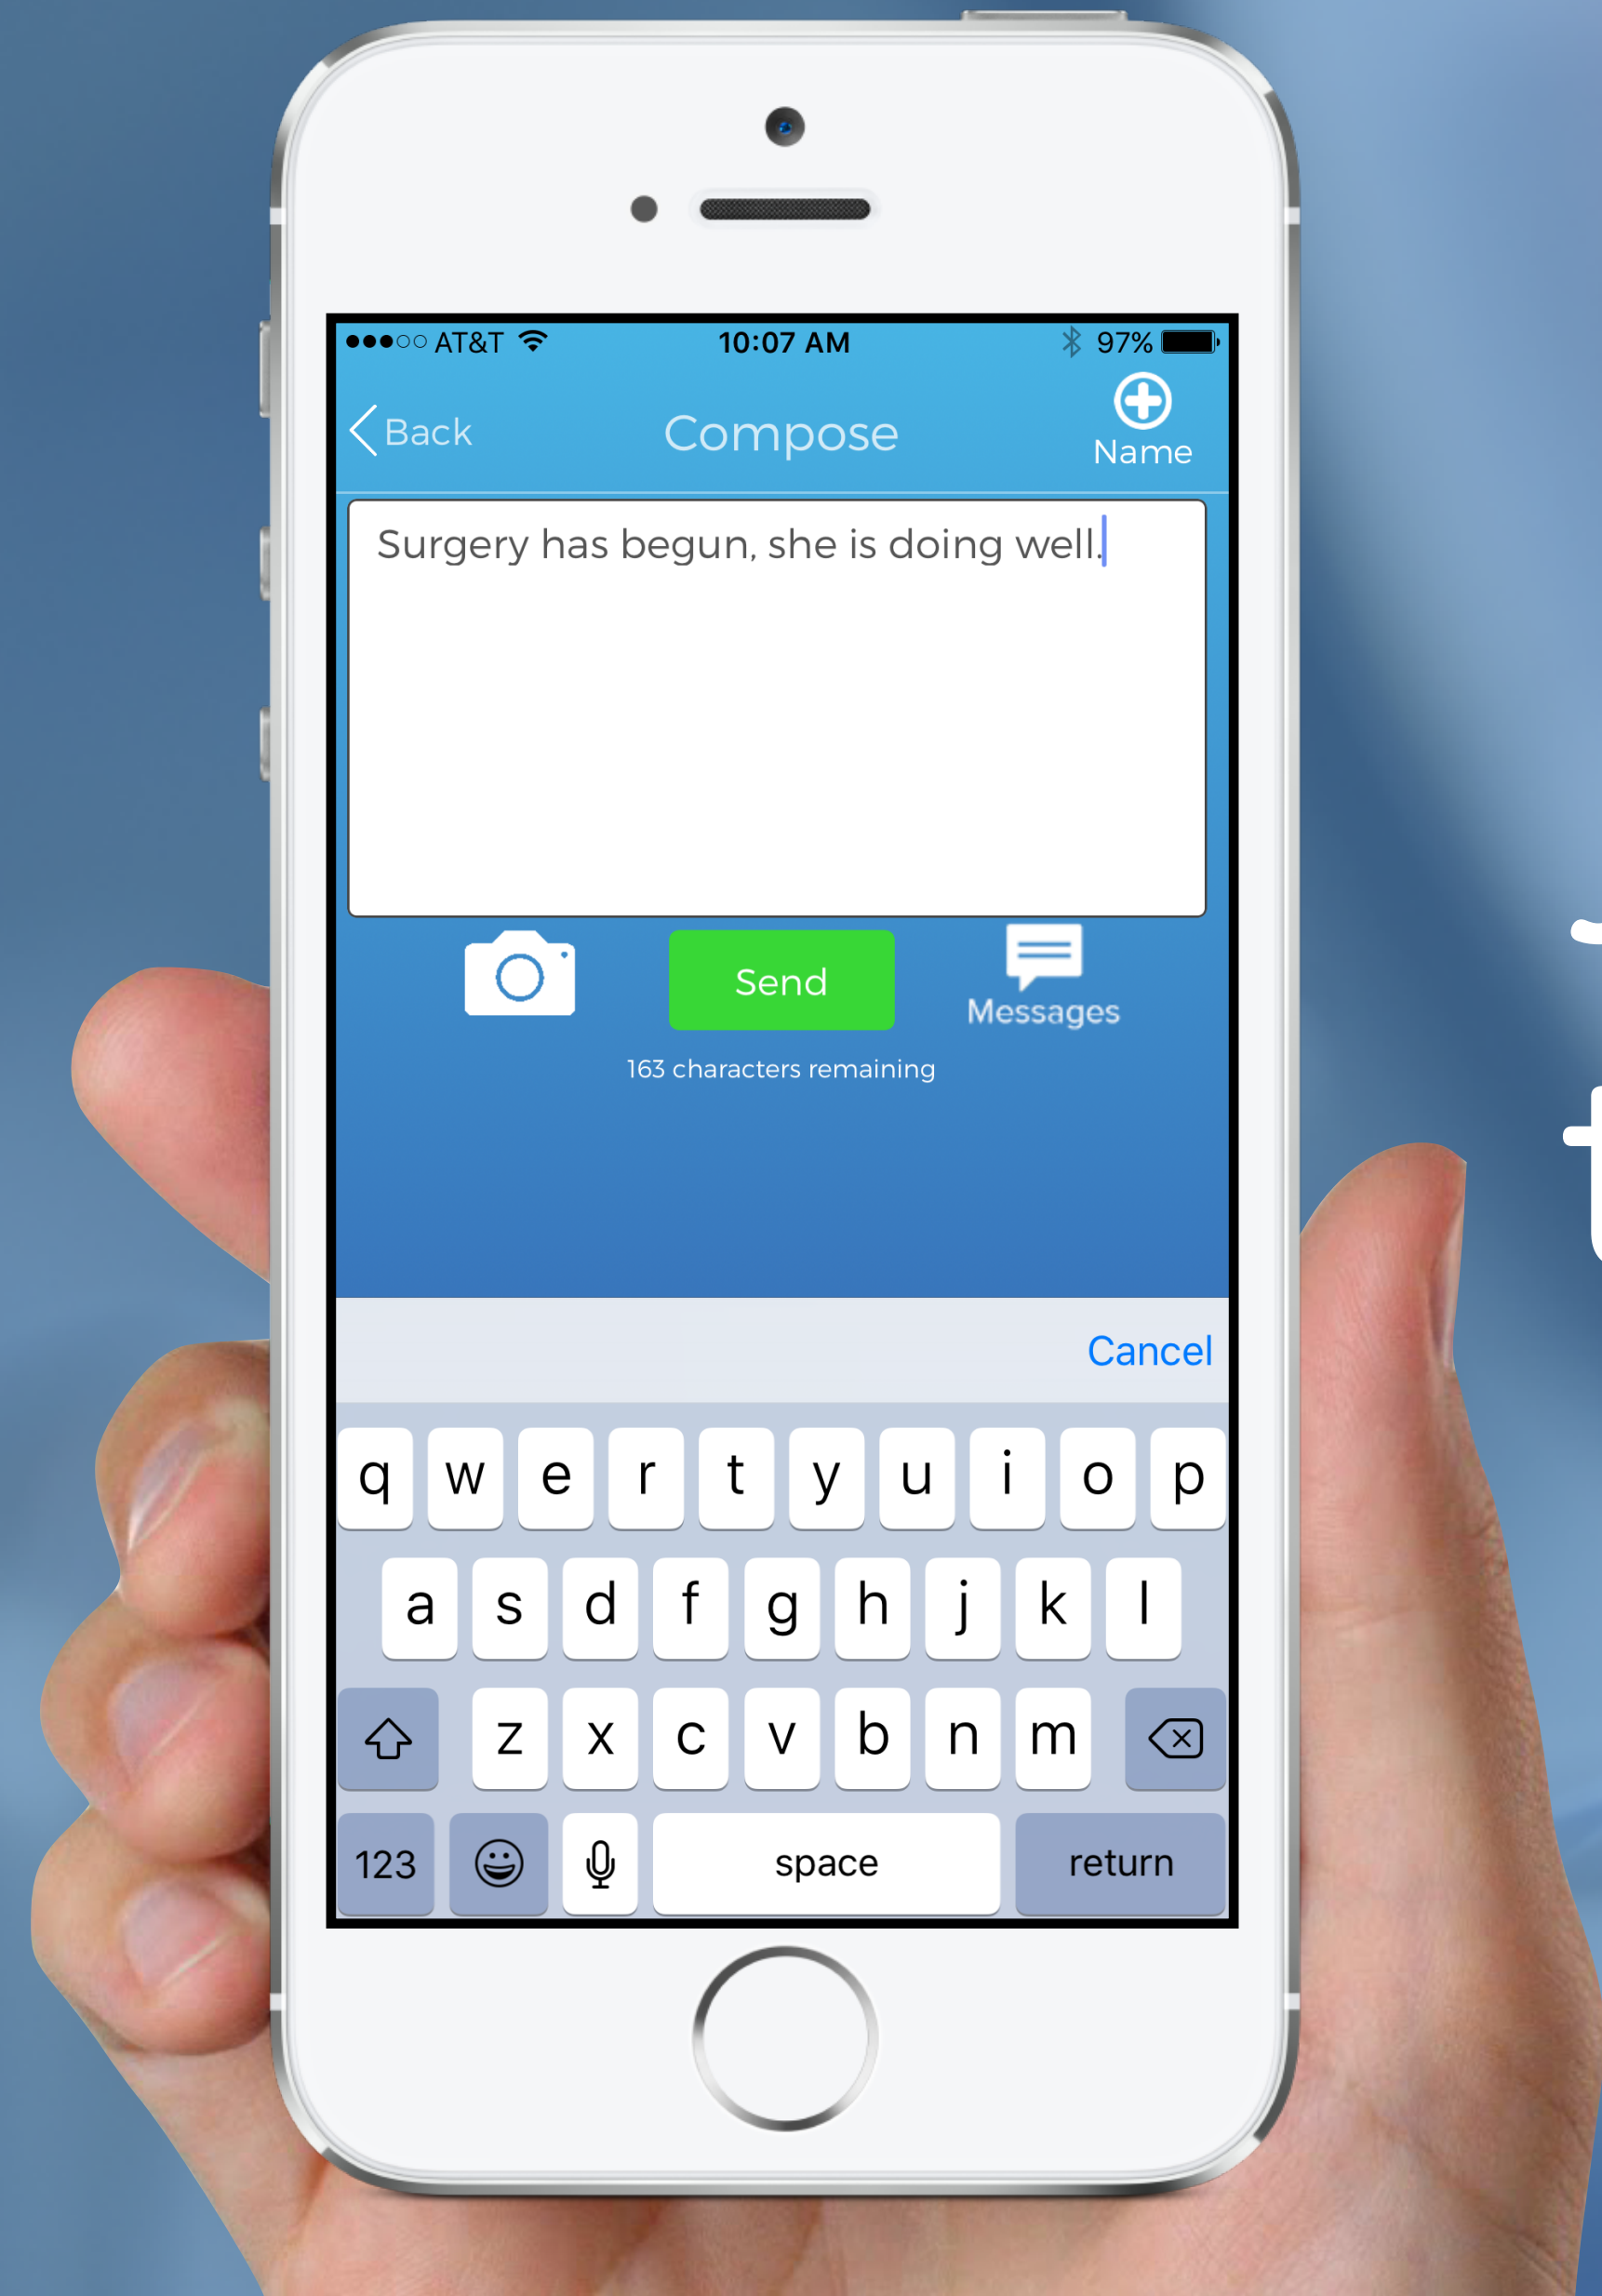 AT&T 10:07 AM 97%
Back Compose Name
Surgery has begun, she is doing well.
Send
Messages
163 characters remaining
Cancel
q w e r t y u i o p
a s d f g h j k l
z x c v b n m
123 space return